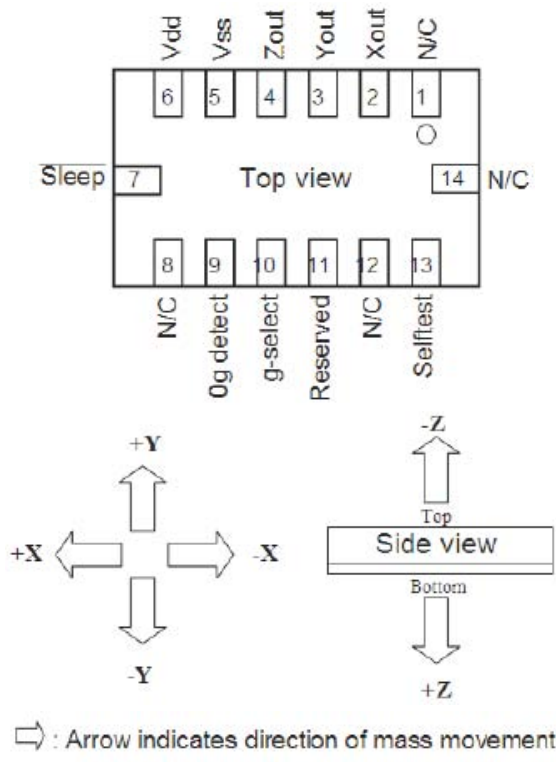 Vdd Vss Zout Yout Xout N/C
6 5 4 3 2 1
Sleep 7 Top view 14 N/C
8 9 10 11 12 13
N/C 0g detect g-select Reserved N/C Selftest
+Y
-Z
Top
+X -X
Side view
Bottom
-Y
+Z
: Arrow indicates direction of mass movement